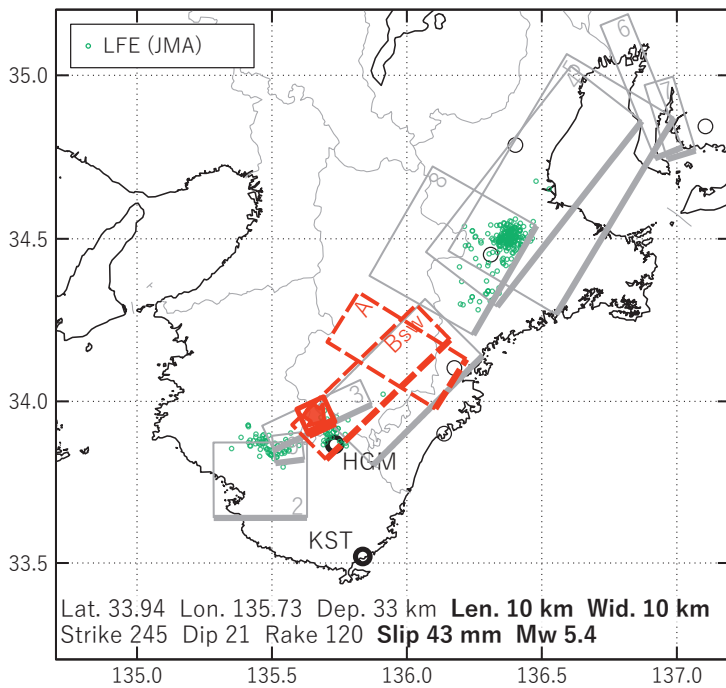 LFE (JMA)
35.0
34.5
34.0
33.5
6
7
5
4
8
A
Bsw
3
2
HGM
KST
Lat. 33.94 Lon. 135.73 Dep. 33 km Len. 10 km Wid. 10 km
Strike 245 Dip 21 Rake 120 Slip 43 mm Mw 5.4
135.0 135.5 136.0 136.5 137.0